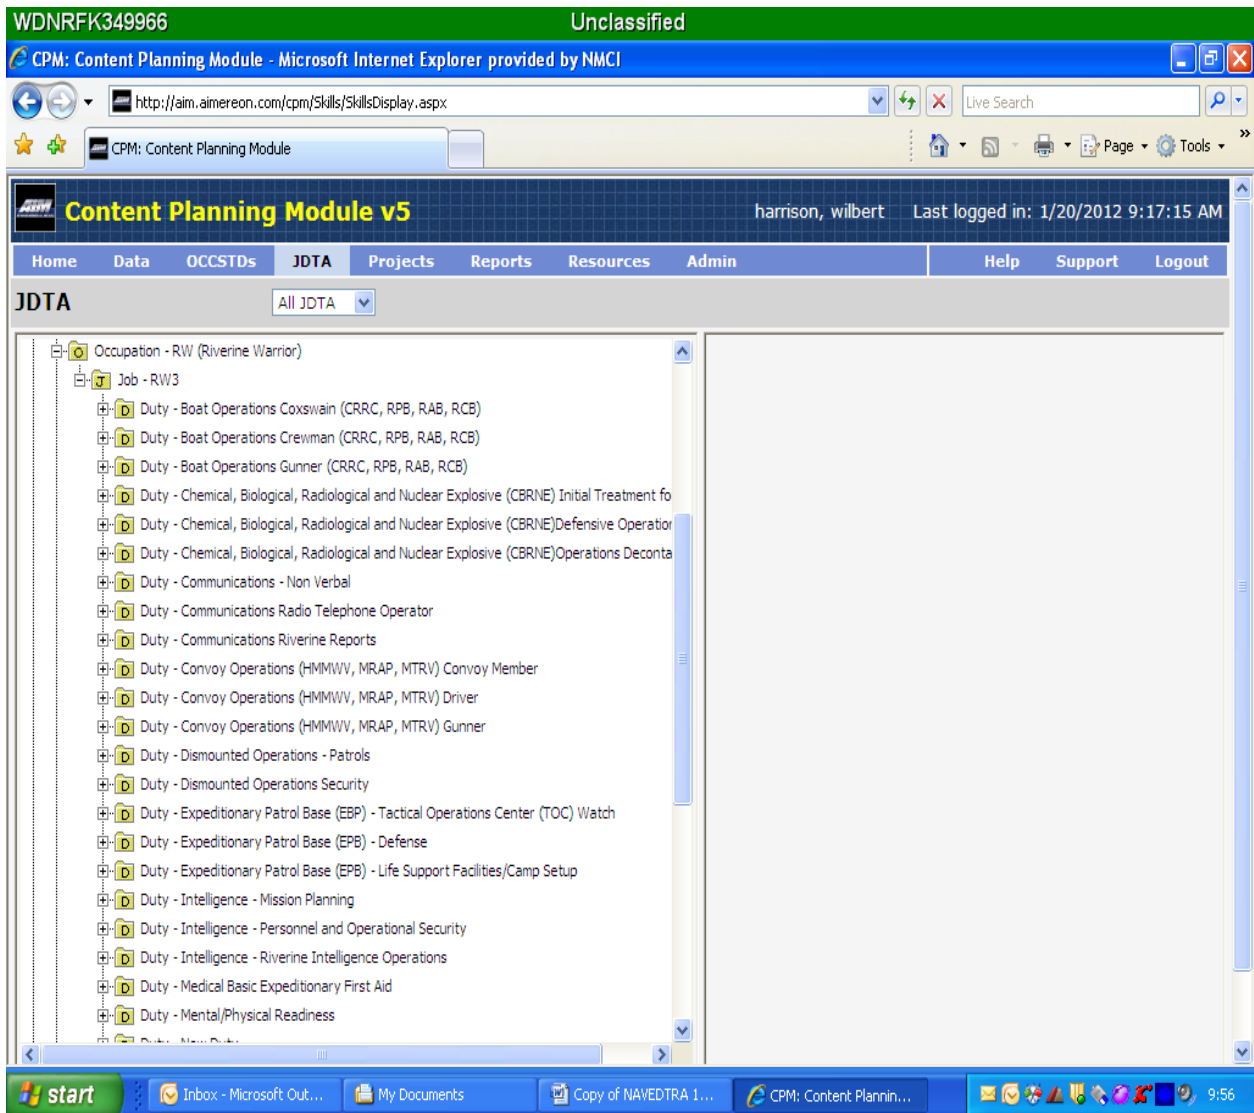 WDNRFK349966 Unclassified
CPM: Content Planning Module - Microsoft Internet Explorer provided by NMCI
http://aim.aimereon.com/cpm/Skills/SkillsDisplay.aspx Live Search
CPM: Content Planning Module Page Tools »
AIM Content Planning Module v5 harrison, wilbert Last logged in: 1/20/2012 9:17:15 AM
Home Data OCCSTDs JDTA Projects Reports Resources Admin Help Support Logout
JDTA All JDTA
O Occupation - RW (Riverine Warrior)
J Job - RW3
D Duty - Boat Operations Coxswain (CRRC, RPB, RAB, RCB)
D Duty - Boat Operations Crewman (CRRC, RPB, RAB, RCB)
D Duty - Boat Operations Gunner (CRRC, RPB, RAB, RCB)
D Duty - Chemical, Biological, Radiological and Nuclear Explosive (CBRNE) Initial Treatment fo
D Duty - Chemical, Biological, Radiological and Nuclear Explosive (CBRNE)Defensive Operation
D Duty - Chemical, Biological, Radiological and Nuclear Explosive (CBRNE)Operations Deconta
D Duty - Communications - Non Verbal
D Duty - Communications Radio Telephone Operator
D Duty - Communications Riverine Reports
D Duty - Convoy Operations (HMMWV, MRAP, MTRV) Convoy Member
D Duty - Convoy Operations (HMMWV, MRAP, MTRV) Driver
D Duty - Convoy Operations (HMMWV, MRAP, MTRV) Gunner
D Duty - Dismounted Operations - Patrols
D Duty - Dismounted Operations Security
D Duty - Expeditionary Patrol Base (EBP) - Tactical Operations Center (TOC) Watch
D Duty - Expeditionary Patrol Base (EPB) - Defense
D Duty - Expeditionary Patrol Base (EPB) - Life Support Facilities/Camp Setup
D Duty - Intelligence - Mission Planning
D Duty - Intelligence - Personnel and Operational Security
D Duty - Intelligence - Riverine Intelligence Operations
D Duty - Medical Basic Expeditionary First Aid
D Duty - Mental/Physical Readiness
Duty - New Duty
start Inbox - Microsoft Out... My Documents Copy of NAVEDTRA 1... CPM: Content Plannin... 9:56